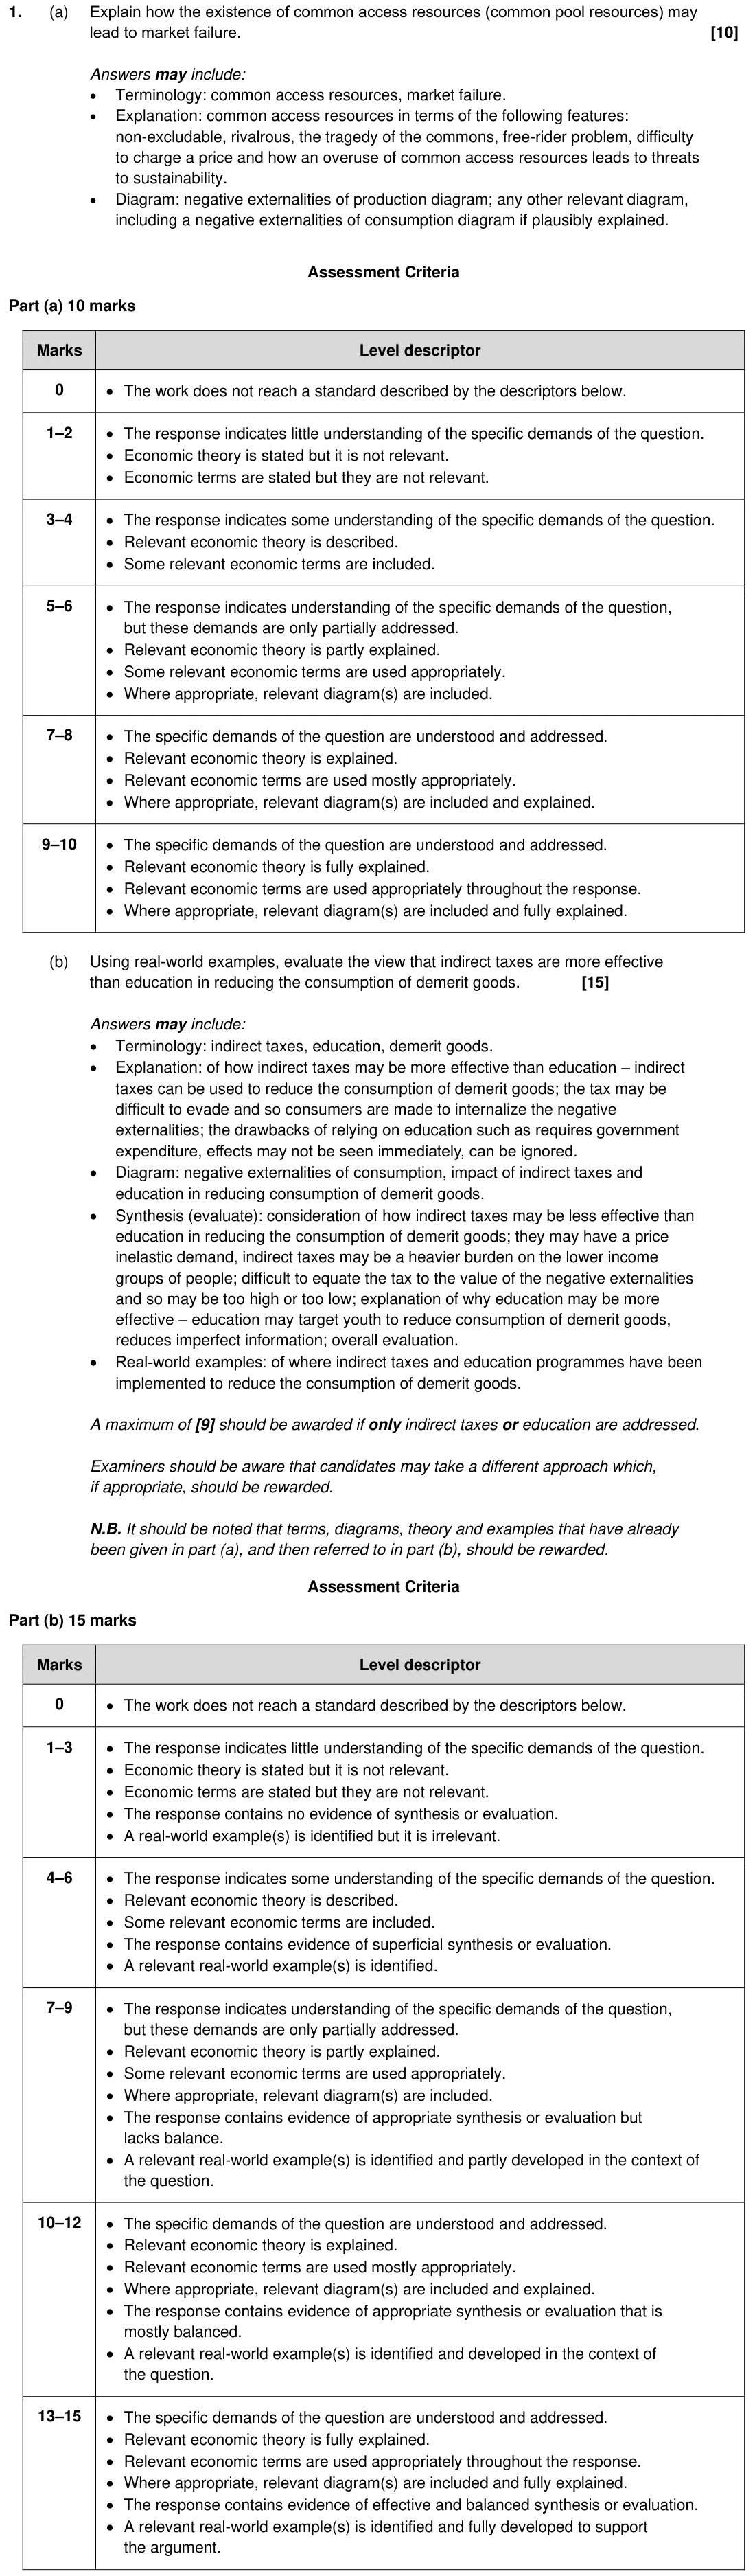 1. (a) Explain how the existence of common access resources (common pool resources) may
lead to market failure. [10]
Answers may include:
• Terminology: common access resources, market failure.
• Explanation: common access resources in terms of the following features:
non-excludable, rivalrous, the tragedy of the commons, free-rider problem, difficulty
to charge a price and how an overuse of common access resources leads to threats
to sustainability.
• Diagram: negative externalities of production diagram; any other relevant diagram,
including a negative externalities of consumption diagram if plausibly explained.
Assessment Criteria
Part (a) 10 marks
Marks Level descriptor
0 • The work does not reach a standard described by the descriptors below.
1–2 • The response indicates little understanding of the specific demands of the question.
• Economic theory is stated but it is not relevant.
• Economic terms are stated but they are not relevant.
3–4 • The response indicates some understanding of the specific demands of the question.
• Relevant economic theory is described.
• Some relevant economic terms are included.
5–6 • The response indicates understanding of the specific demands of the question,
but these demands are only partially addressed.
• Relevant economic theory is partly explained.
• Some relevant economic terms are used appropriately.
• Where appropriate, relevant diagram(s) are included.
7–8 • The specific demands of the question are understood and addressed.
• Relevant economic theory is explained.
• Relevant economic terms are used mostly appropriately.
• Where appropriate, relevant diagram(s) are included and explained.
9–10 • The specific demands of the question are understood and addressed.
• Relevant economic theory is fully explained.
• Relevant economic terms are used appropriately throughout the response.
• Where appropriate, relevant diagram(s) are included and fully explained.
(b) Using real-world examples, evaluate the view that indirect taxes are more effective
than education in reducing the consumption of demerit goods. [15]
Answers may include:
• Terminology: indirect taxes, education, demerit goods.
• Explanation: of how indirect taxes may be more effective than education – indirect
taxes can be used to reduce the consumption of demerit goods; the tax may be
difficult to evade and so consumers are made to internalize the negative
externalities; the drawbacks of relying on education such as requires government
expenditure, effects may not be seen immediately, can be ignored.
• Diagram: negative externalities of consumption, impact of indirect taxes and
education in reducing consumption of demerit goods.
• Synthesis (evaluate): consideration of how indirect taxes may be less effective than
education in reducing the consumption of demerit goods; they may have a price
inelastic demand, indirect taxes may be a heavier burden on the lower income
groups of people; difficult to equate the tax to the value of the negative externalities
and so may be too high or too low; explanation of why education may be more
effective – education may target youth to reduce consumption of demerit goods,
reduces imperfect information; overall evaluation.
• Real-world examples: of where indirect taxes and education programmes have been
implemented to reduce the consumption of demerit goods.
A maximum of [9] should be awarded if only indirect taxes or education are addressed.
Examiners should be aware that candidates may take a different approach which,
if appropriate, should be rewarded.
N.B. It should be noted that terms, diagrams, theory and examples that have already
been given in part (a), and then referred to in part (b), should be rewarded.
Assessment Criteria
Part (b) 15 marks
Marks Level descriptor
0 • The work does not reach a standard described by the descriptors below.
1–3 • The response indicates little understanding of the specific demands of the question.
• Economic theory is stated but it is not relevant.
• Economic terms are stated but they are not relevant.
• The response contains no evidence of synthesis or evaluation.
• A real-world example(s) is identified but it is irrelevant.
4–6 • The response indicates some understanding of the specific demands of the question.
• Relevant economic theory is described.
• Some relevant economic terms are included.
• The response contains evidence of superficial synthesis or evaluation.
• A relevant real-world example(s) is identified.
7–9 • The response indicates understanding of the specific demands of the question,
but these demands are only partially addressed.
• Relevant economic theory is partly explained.
• Some relevant economic terms are used appropriately.
• Where appropriate, relevant diagram(s) are included.
• The response contains evidence of appropriate synthesis or evaluation but
lacks balance.
• A relevant real-world example(s) is identified and partly developed in the context of
the question.
10–12 • The specific demands of the question are understood and addressed.
• Relevant economic theory is explained.
• Relevant economic terms are used mostly appropriately.
• Where appropriate, relevant diagram(s) are included and explained.
• The response contains evidence of appropriate synthesis or evaluation that is
mostly balanced.
• A relevant real-world example(s) is identified and developed in the context of
the question.
13–15 • The specific demands of the question are understood and addressed.
• Relevant economic theory is fully explained.
• Relevant economic terms are used appropriately throughout the response.
• Where appropriate, relevant diagram(s) are included and fully explained.
• The response contains evidence of effective and balanced synthesis or evaluation.
• A relevant real-world example(s) is identified and fully developed to support
the argument.